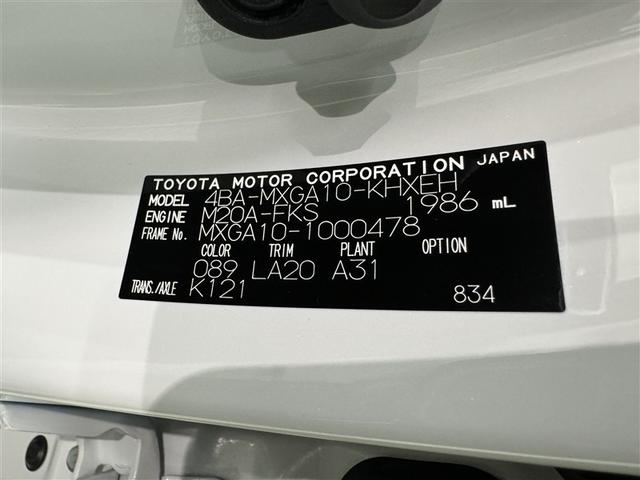 TOYOTA MOTOR CORPORATION JAPAN
MODEL 4BA-MXGA10-KHXEH
ENGINE M20A-FKS 1986 mL
FRAME No. MXGA10-1000478
COLOR TRIM PLANT OPTION
089 LA20 A31
TRANS./AXLE K121 834